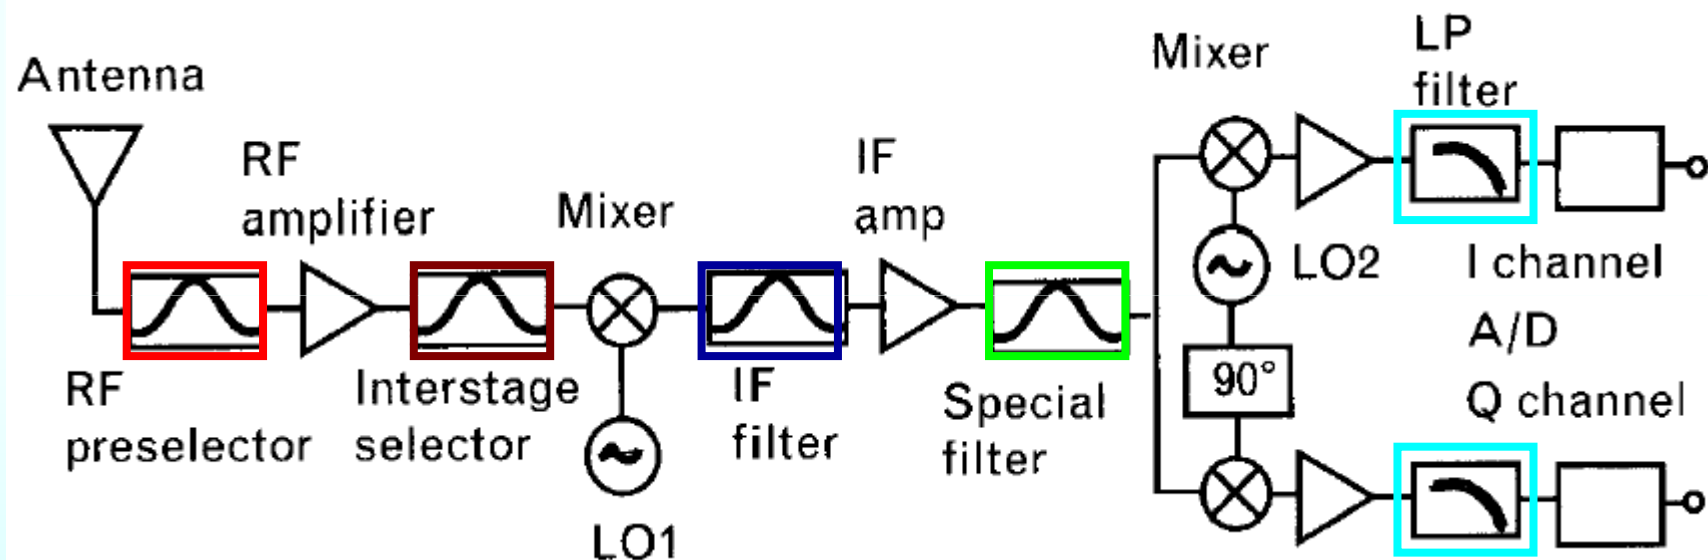 Antenna
RF
amplifier
Mixer
IF
amp
Mixer
LP
filter
RF
preselector
Interstage
selector
LO1
IF
filter
Special
filter
LO2
90°
I channel
A/D
Q channel